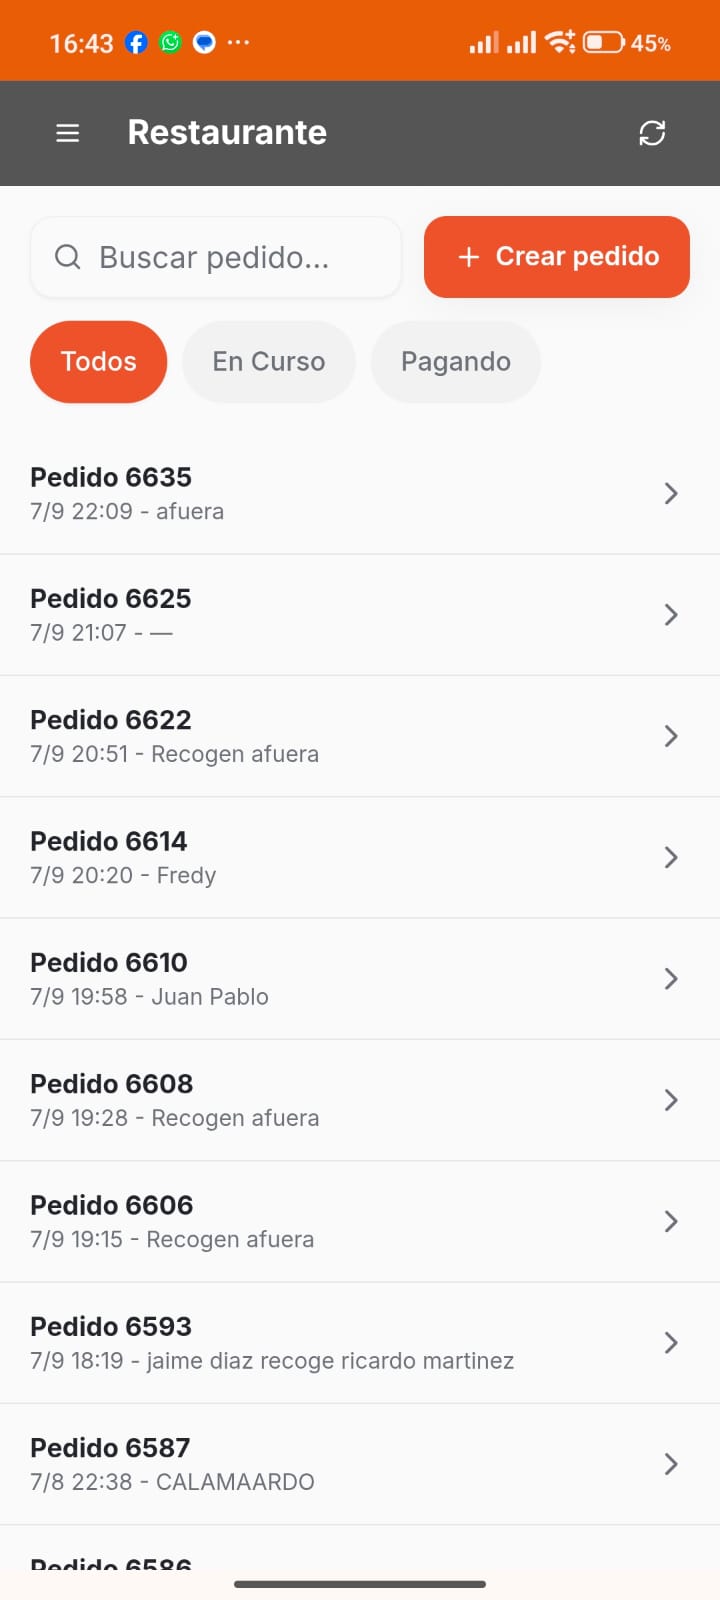 16:43 45%
Restaurante
Buscar pedido...
+ Crear pedido
Todos En Curso Pagando
Pedido 6635
7/9 22:09 - afuera
Pedido 6625
7/9 21:07 - —
Pedido 6622
7/9 20:51 - Recogen afuera
Pedido 6614
7/9 20:20 - Fredy
Pedido 6610
7/9 19:58 - Juan Pablo
Pedido 6608
7/9 19:28 - Recogen afuera
Pedido 6606
7/9 19:15 - Recogen afuera
Pedido 6593
7/9 18:19 - jaime diaz recoge ricardo martinez
Pedido 6587
7/8 22:38 - CALAMAARDO
Pedido 6586